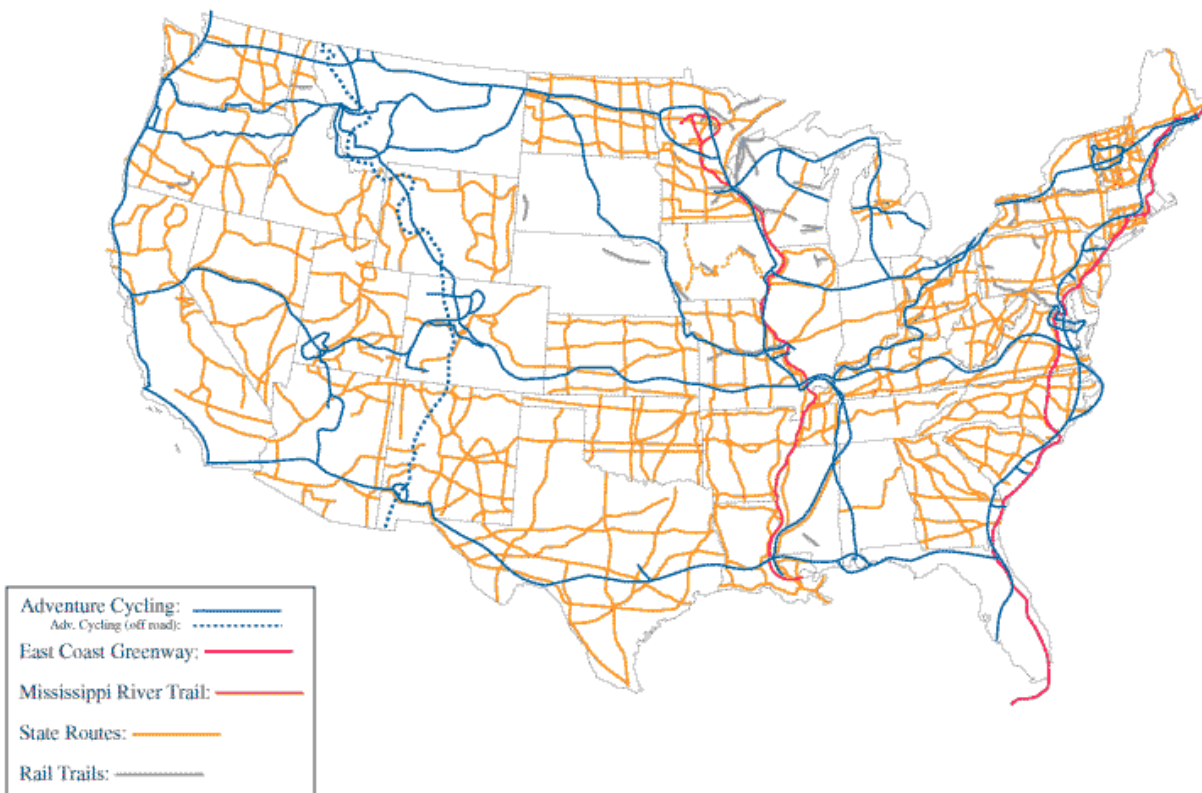 Adventure Cycling:
Adv. Cycling (off road):
East Coast Greenway:
Mississippi River Trail:
State Routes:
Rail Trails: